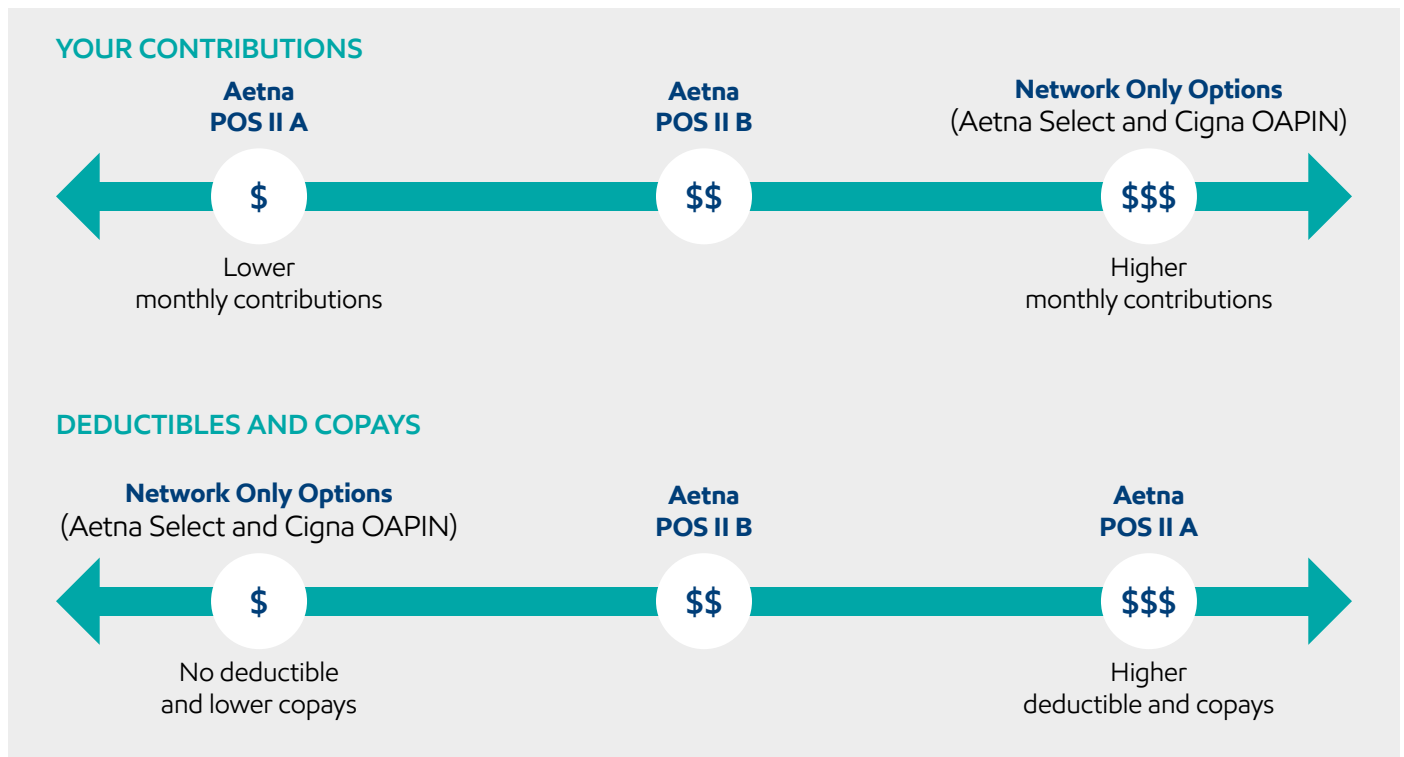 YOUR CONTRIBUTIONS
Aetna
POS II A
Aetna
POS II B
Network Only Options
(Aetna Select and Cigna OAPIN)
$
$$
$$$
Lower
monthly contributions
Higher
monthly contributions
DEDUCTIBLES AND COPAYS
Network Only Options
(Aetna Select and Cigna OAPIN)
Aetna
POS II B
Aetna
POS II A
$
$$
$$$
No deductible
and lower copays
Higher
deductible and copays